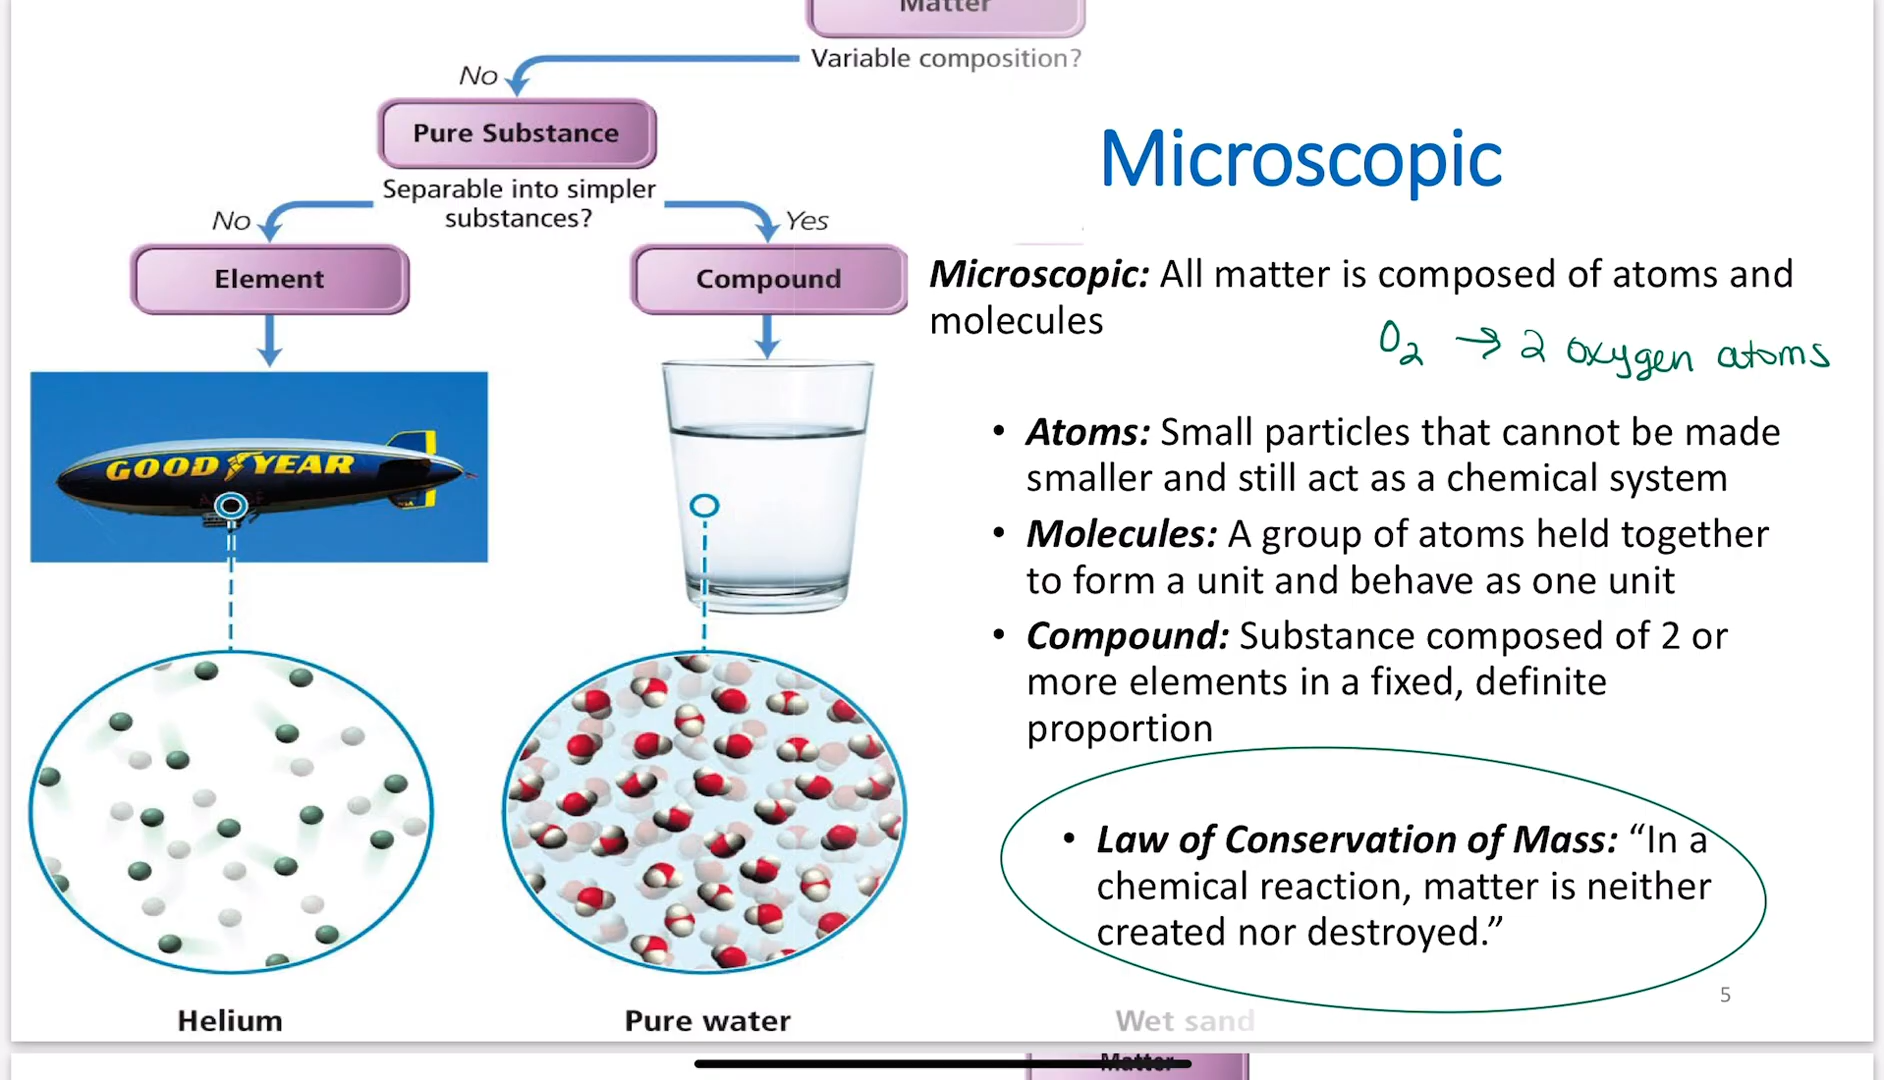 Matter
Variable composition?
No
Pure Substance
Separable into simpler
substances?
No
Yes
Element
Compound
GOODYEAR
Helium
Pure water
Microscopic
Microscopic: All matter is composed of atoms and
molecules
O2 → 2 oxygen atoms
• Atoms: Small particles that cannot be made
smaller and still act as a chemical system
• Molecules: A group of atoms held together
to form a unit and behave as one unit
• Compound: Substance composed of 2 or
more elements in a fixed, definite
proportion
• Law of Conservation of Mass: “In a
chemical reaction, matter is neither
created nor destroyed.”
5
Wet sand
Matter